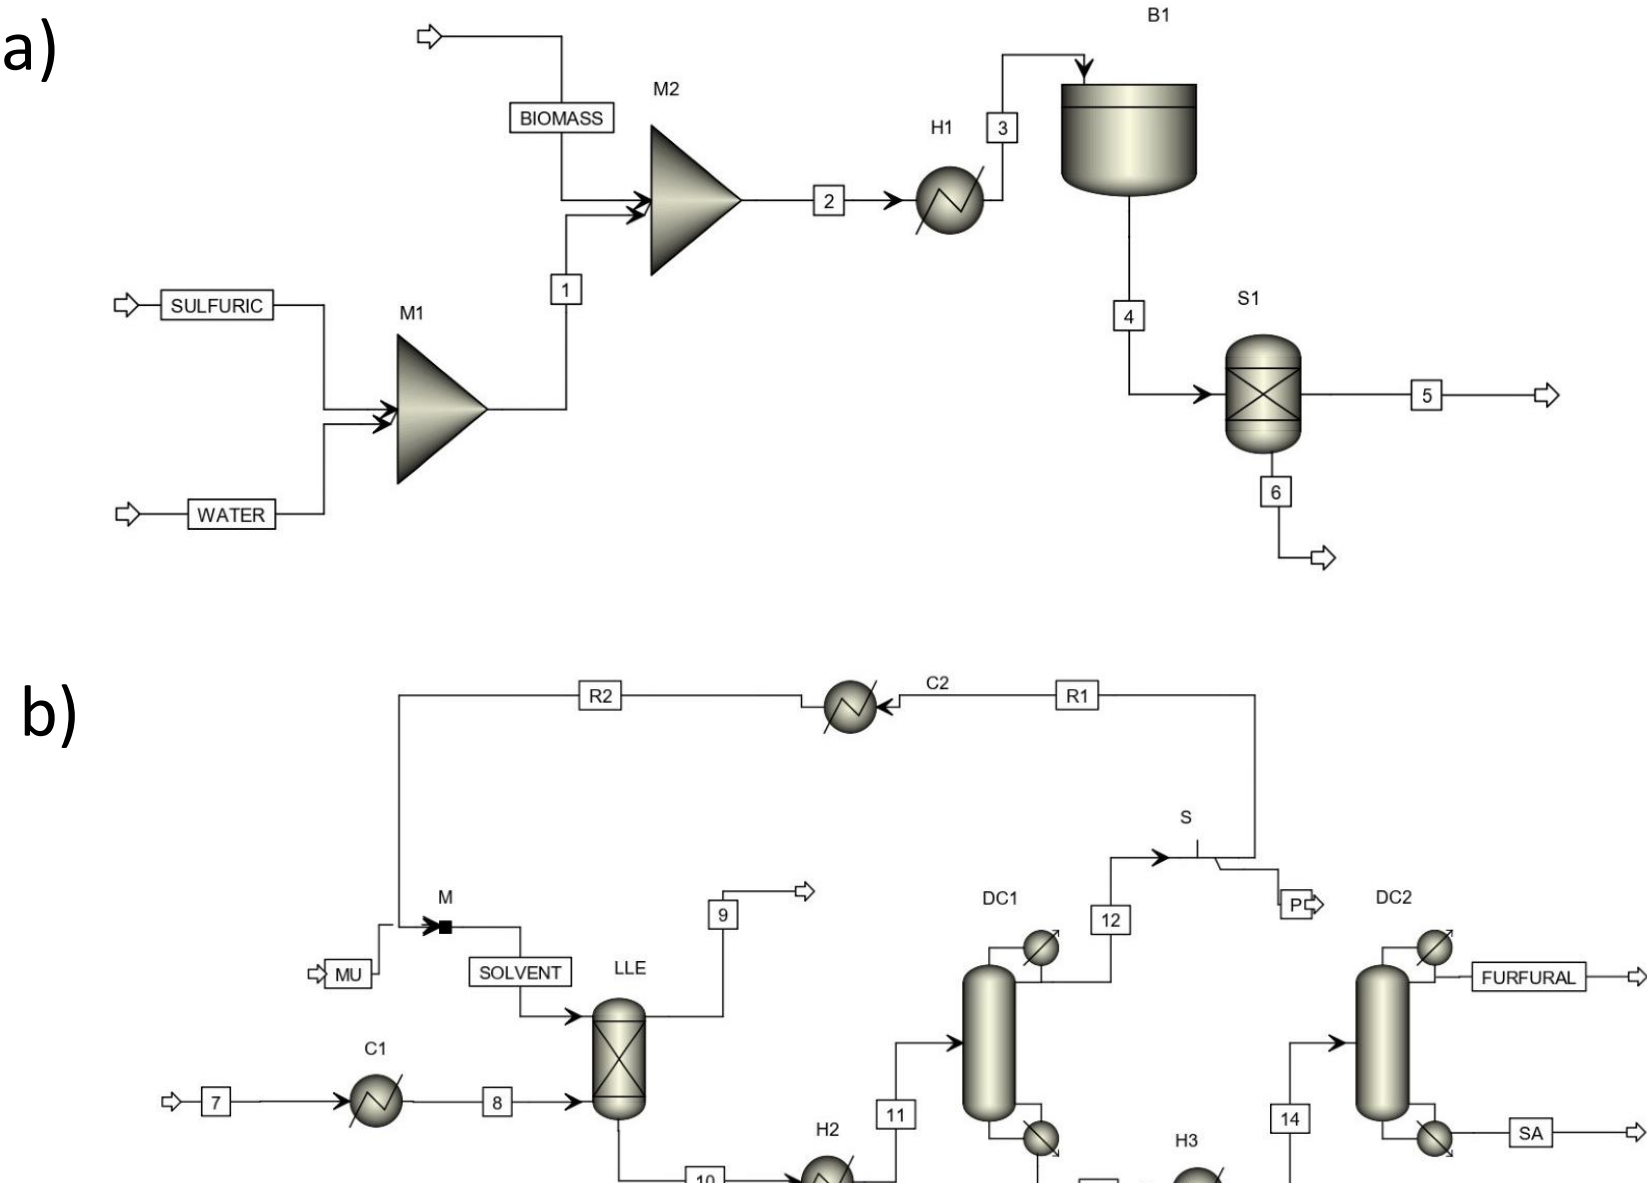 a)
B1
M2
BIOMASS
H1
3
2
1
SULFURIC
M1
4
S1
5
WATER
6
b)
R2
C2
R1
S
M
9
DC1
12
P
DC2
MU
SOLVENT
LLE
FURFURAL
C1
7
8
11
14
H2
H3
SA
10